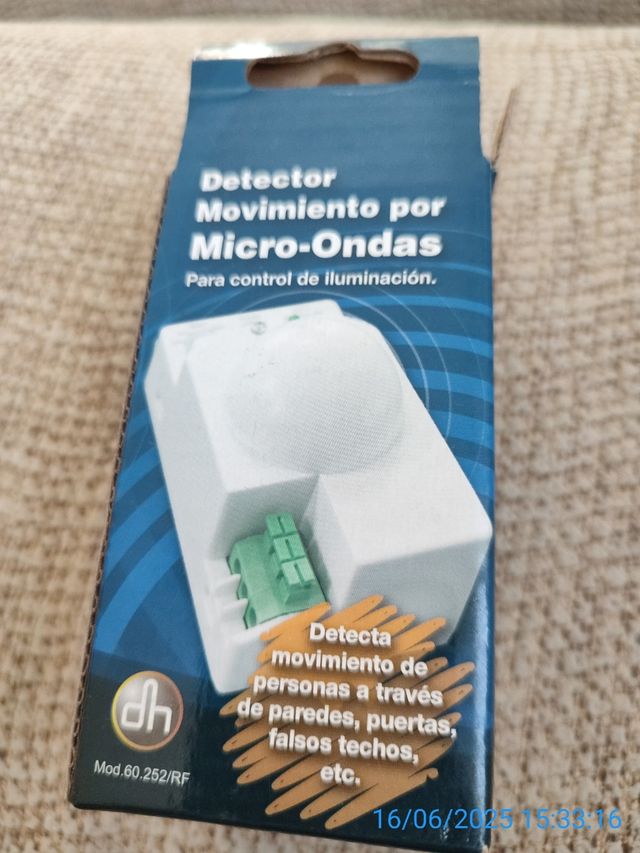 Detector
Movimiento por
Micro-Ondas
Para control de iluminación.
Detecta
movimiento de
personas a través
de paredes, puertas,
falsos techos,
etc.
dh
Mod.60.252/RF
16/06/2025 15:33:16